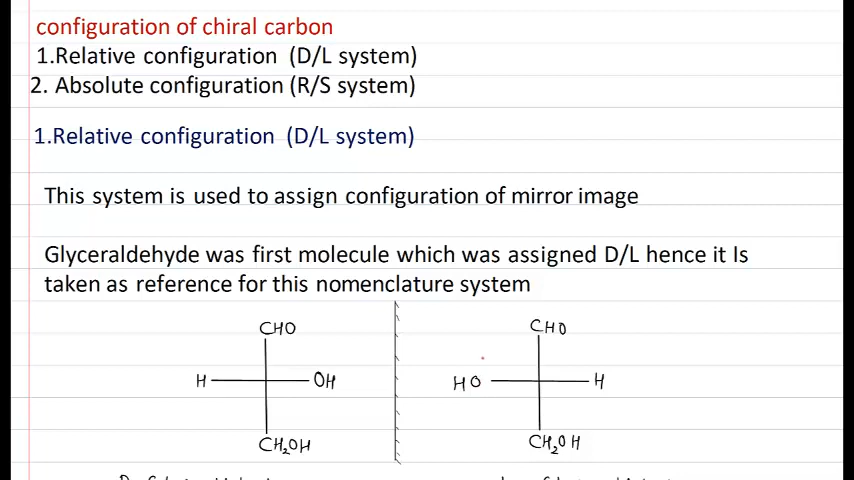 configuration of chiral carbon
1.Relative configuration (D/L system)
2. Absolute configuration (R/S system)
1.Relative configuration (D/L system)
This system is used to assign configuration of mirror image
Glyceraldehyde was first molecule which was assigned D/L hence it Is
taken as reference for this nomenclature system
CHO CHO
H OH HO H
CH₂OH CH₂OH